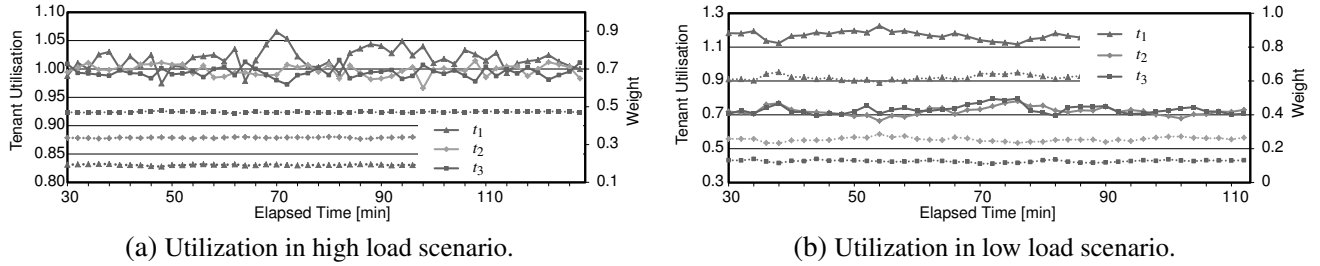 1.10
1.05
1.00
0.95
0.90
0.85
0.80
Tenant Utilisation
0.9
0.7
0.5
0.3
0.1
Weight
t1
t2
t3
30 50 70 90 110
Elapsed Time [min]
(a) Utilization in high load scenario.
1.3
1.1
0.9
0.7
0.5
0.3
Tenant Utilisation
1.0
0.8
0.6
0.4
0.2
0
Weight
t1
t2
t3
30 50 70 90 110
Elapsed Time [min]
(b) Utilization in low load scenario.